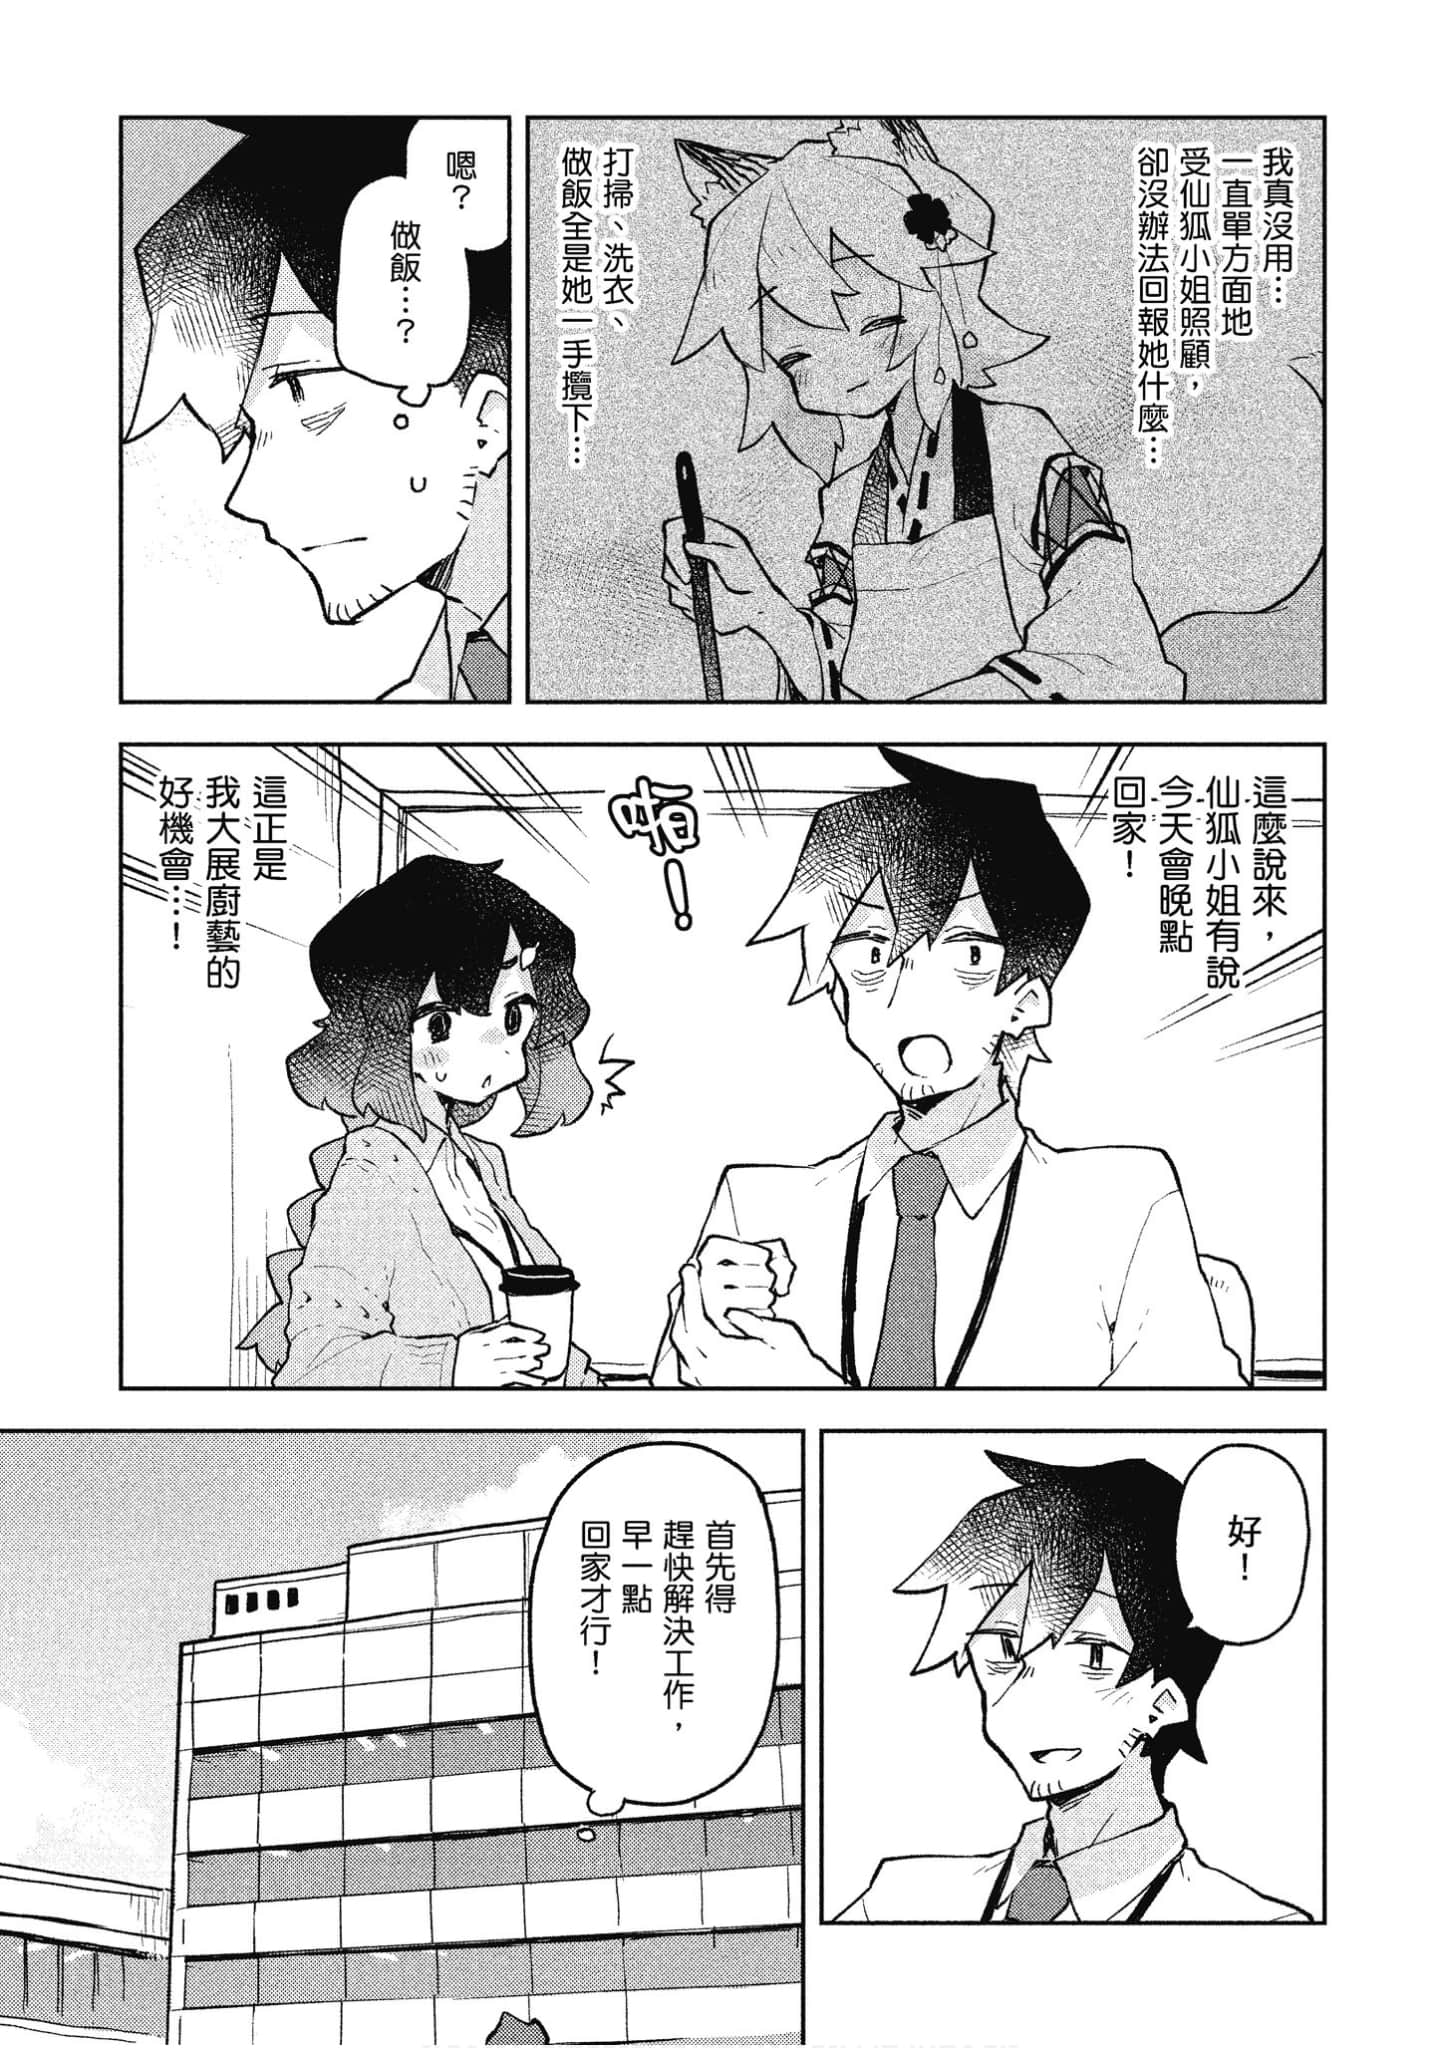 我真沒用…
一直單方面地
受仙狐小姐照顧，
卻沒辦法回報她什麼…
打掃、洗衣、
做飯全是她一手攬下…
嗯？
做飯…？
這麼說來，
仙狐小姐有說
今天會晚點
回家！
啪！
這正是
我大展廚藝的
好機會…！
好！
首先得
趕快解決工作，
早一點
回家才行！